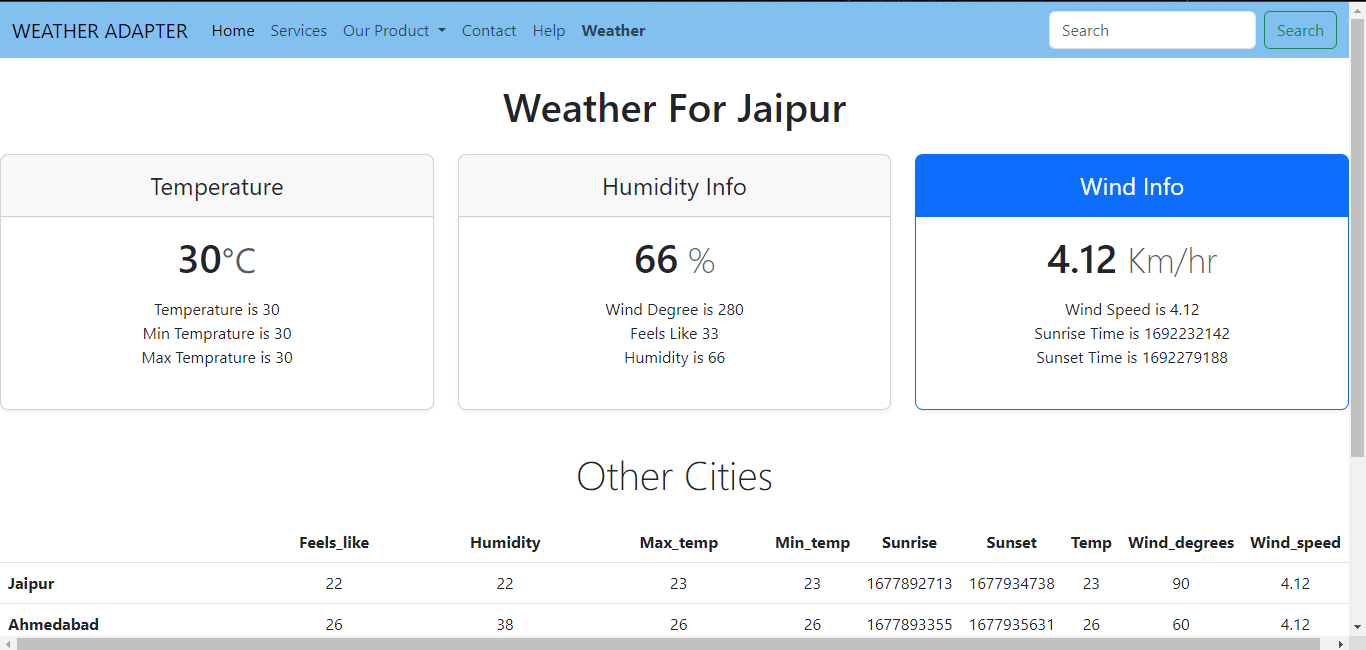 WEATHER ADAPTER Home Services Our Product Contact Help Weather Search Search
Weather For Jaipur
Temperature
30°C
Temperature is 30
Min Temprature is 30
Max Temprature is 30
Humidity Info
66 %
Wind Degree is 280
Feels Like 33
Humidity is 66
Wind Info
4.12 Km/hr
Wind Speed is 4.12
Sunrise Time is 1692232142
Sunset Time is 1692279188
Other Cities
Feels_like Humidity Max_temp Min_temp Sunrise Sunset Temp Wind_degrees Wind_speed
Jaipur 22 22 23 23 1677892713 1677934738 23 90 4.12
Ahmedabad 26 38 26 26 1677893355 1677935631 26 60 4.12